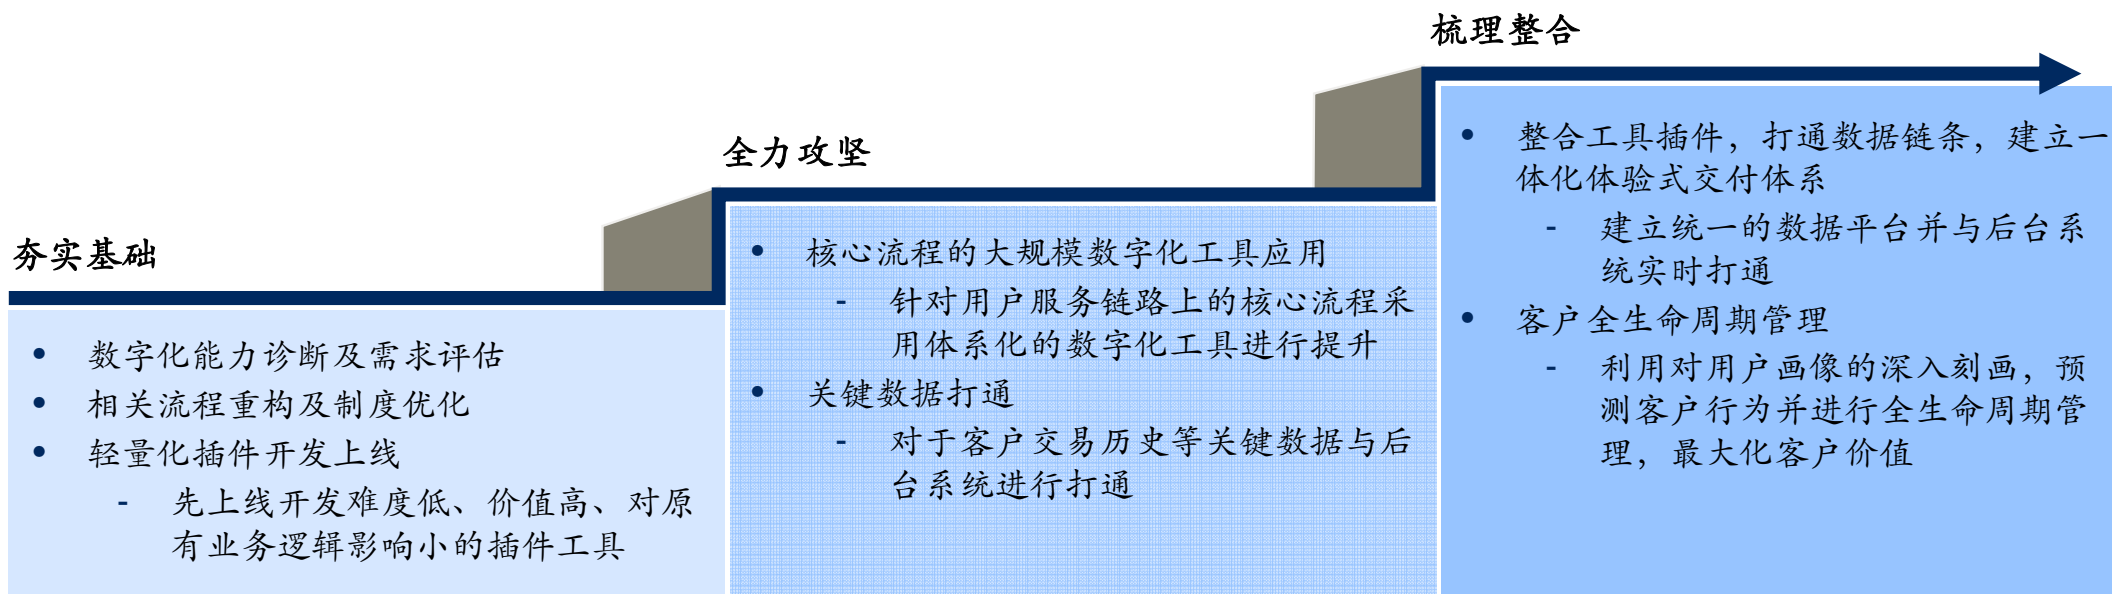 夯实基础
• 数字化能力诊断及需求评估
• 相关流程重构及制度优化
• 轻量化插件开发上线
- 先上线开发难度低、价值高、对原
有业务逻辑影响小的插件工具
全力攻坚
• 核心流程的大规模数字化工具应用
- 针对用户服务链路上的核心流程采
用体系化的数字化工具进行提升
• 关键数据打通
- 对于客户交易历史等关键数据与后
台系统进行打通
梳理整合
• 整合工具插件，打通数据链条，建立一
体化体验式交付体系
- 建立统一的数据平台并与后台系
统实时打通
• 客户全生命周期管理
- 利用对用户画像的深入刻画，预
测客户行为并进行全生命周期管
理，最大化客户价值